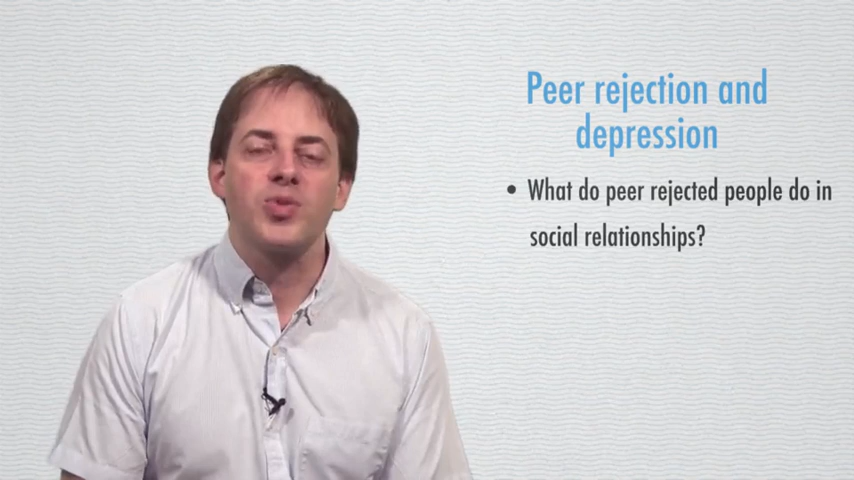 Peer rejection and
depression
• What do peer rejected people do in
social relationships?